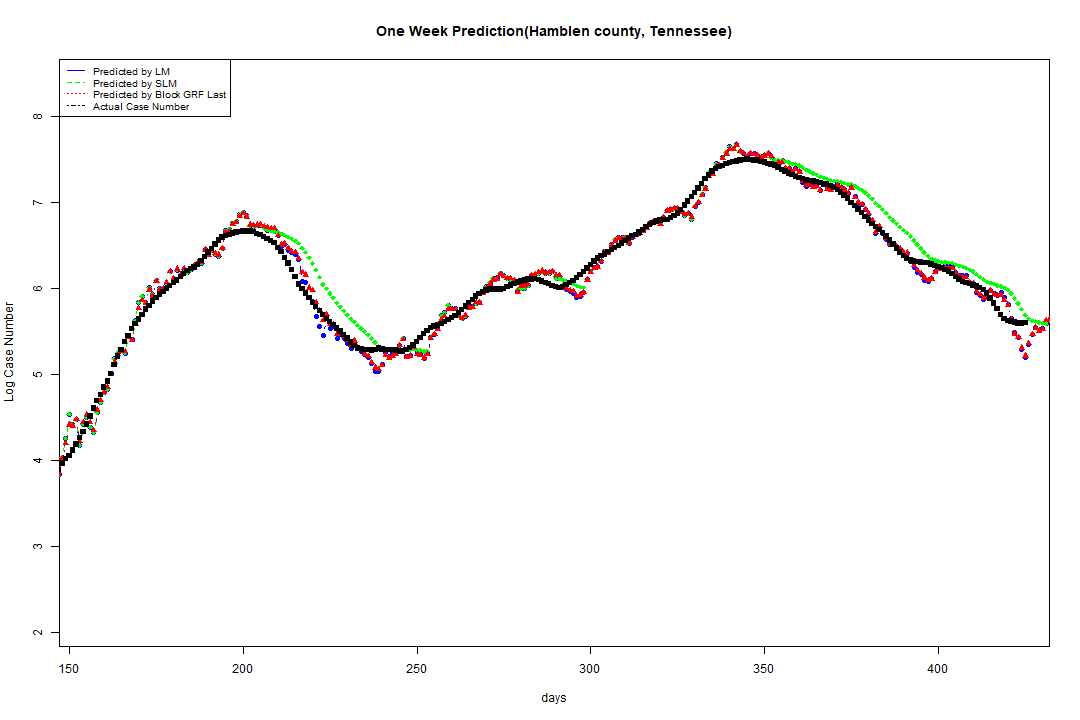 One Week Prediction(Hamblen county, Tennessee)
Predicted by LM
Predicted by SLM
Predicted by Block GRF Last
Actual Case Number
8
7
6
5
4
3
2
Log Case Number
150 200 250 300 350 400
days